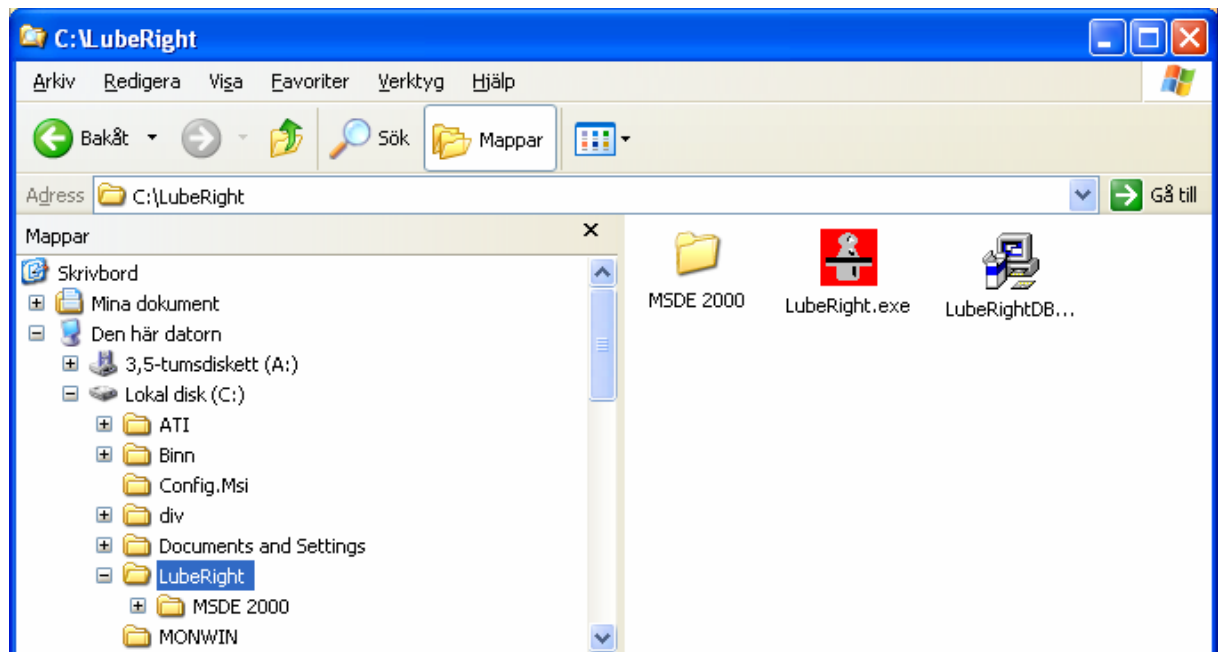 C:\LubeRight
Arkiv Redigera Visa Favoriter Verktyg Hjälp
Bakåt Sök Mappar
Adress C:\LubeRight Gå till
Mappar
Skrivbord
Mina dokument
Den här datorn
3,5-tumsdiskett (A:)
Lokal disk (C:)
ATI
Binn
Config.Msi
div
Documents and Settings
LubeRight
MSDE 2000
MONWIN
MSDE 2000 LubeRight.exe LubeRightDB...